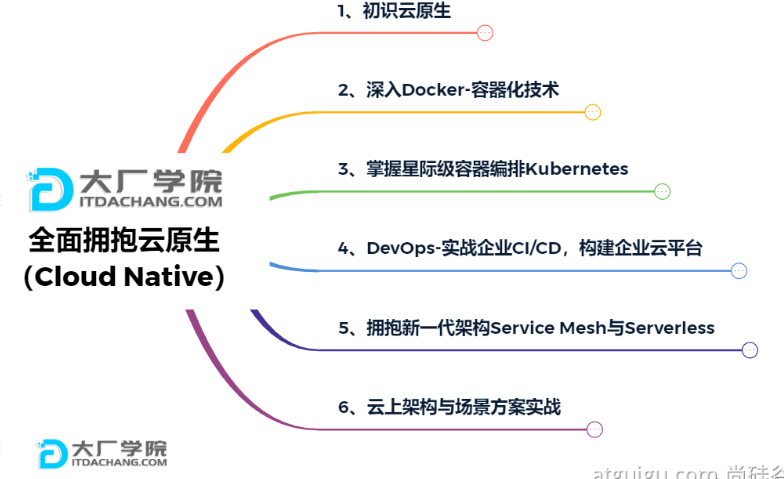 1、初识云原生
2、深入Docker-容器化技术
3、掌握星际级容器编排Kubernetes
大厂学院
ITDACHANG.COM
全面拥抱云原生
（Cloud Native）
4、DevOps-实战企业CI/CD，构建企业云平台
5、拥抱新一代架构Service Mesh与Serverless
6、云上架构与场景方案实战
大厂学院
ITDACHANG.COM
atguigu.com 尚硅谷